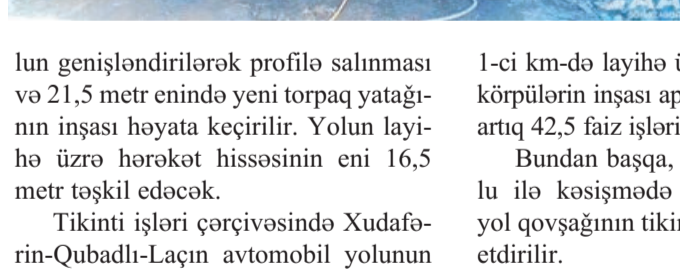 lun genişləndirilərək profilə salınması
və 21,5 metr enində yeni torpaq yatağı-
nın inşası həyata keçirilir. Yolun layi-
hə üzrə hərəkət hissəsinin eni 16,5
metr təşkil edəcək.
Tikinti işləri çərçivəsində Xudafə-
rin-Qubadlı-Laçın avtomobil yolunun
1-ci km-də layihə
körpülərin inşası
artıq 42,5 faiz
Bundan başqa,
lu ilə kəsişmədə
yol qovşağının
etdirilir.